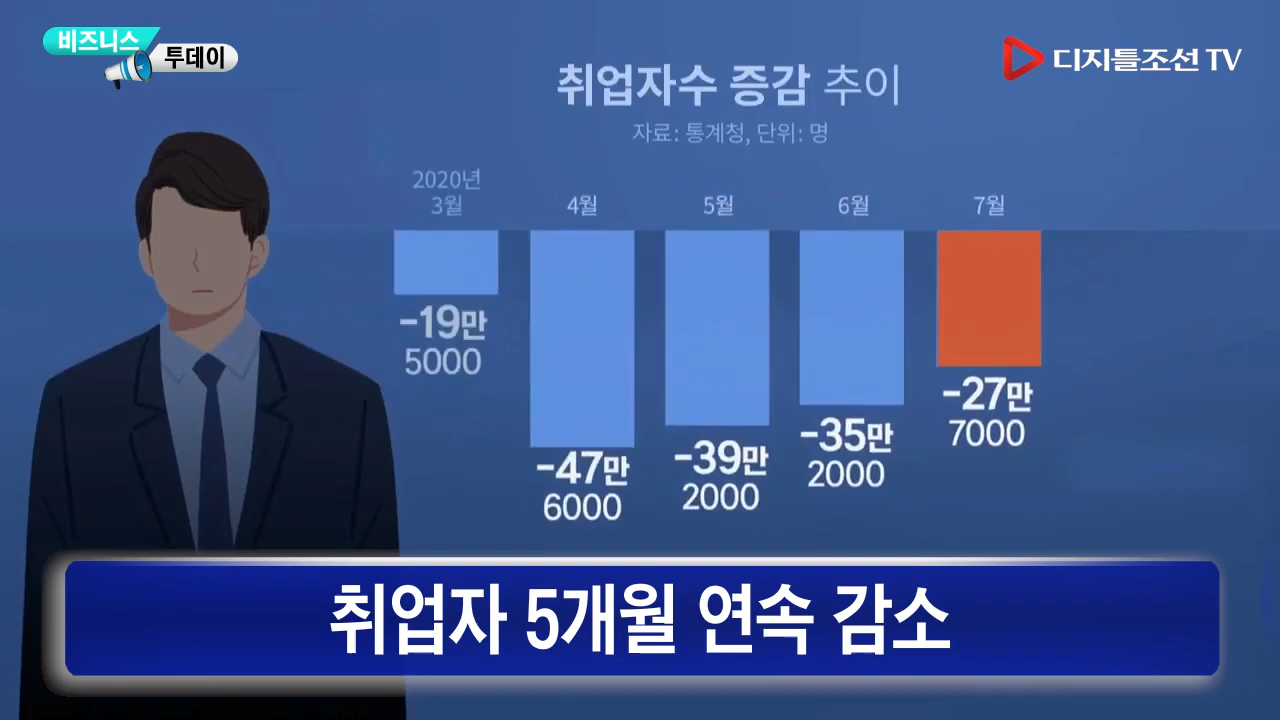 비즈니스
투데이
디지틀조선 TV
취업자수 증감 추이
자료: 통계청, 단위: 명
2020년
3월
4월
5월
6월
7월
-19만
5000
-47만
6000
-39만
2000
-35만
2000
-27만
7000
취업자 5개월 연속 감소